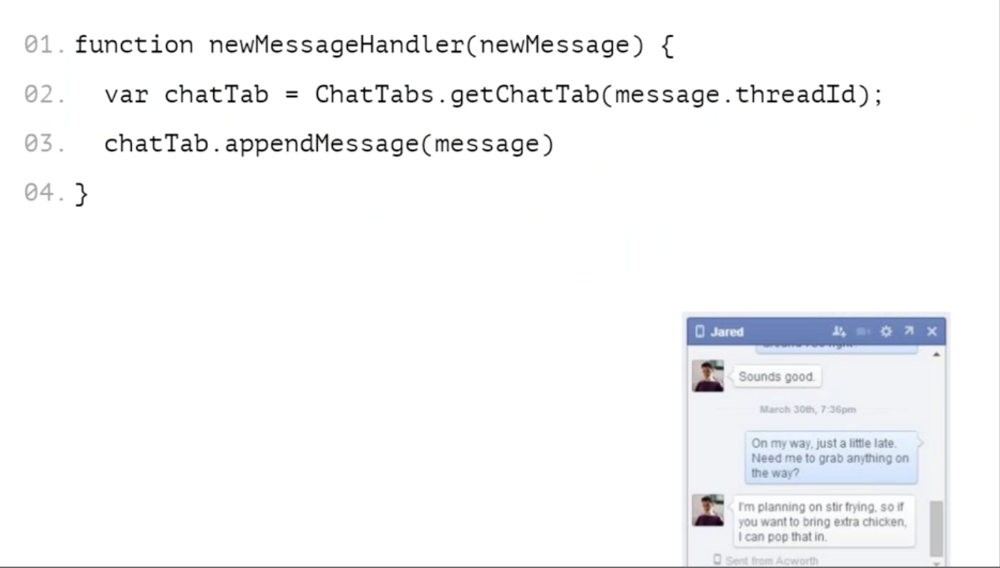 01. function newMessageHandler(newMessage) {
02. var chatTab = ChatTabs.getChatTab(message.threadId);
03. chatTab.appendMessage(message)
04. }
Jared
Sounds good.
March 30th, 7:36pm
On my way, just a little late.
Need me to grab anything on
the way?
I'm planning on stir frying, so if
you want to bring extra chicken,
I can pop that in.
Sent from Acworth